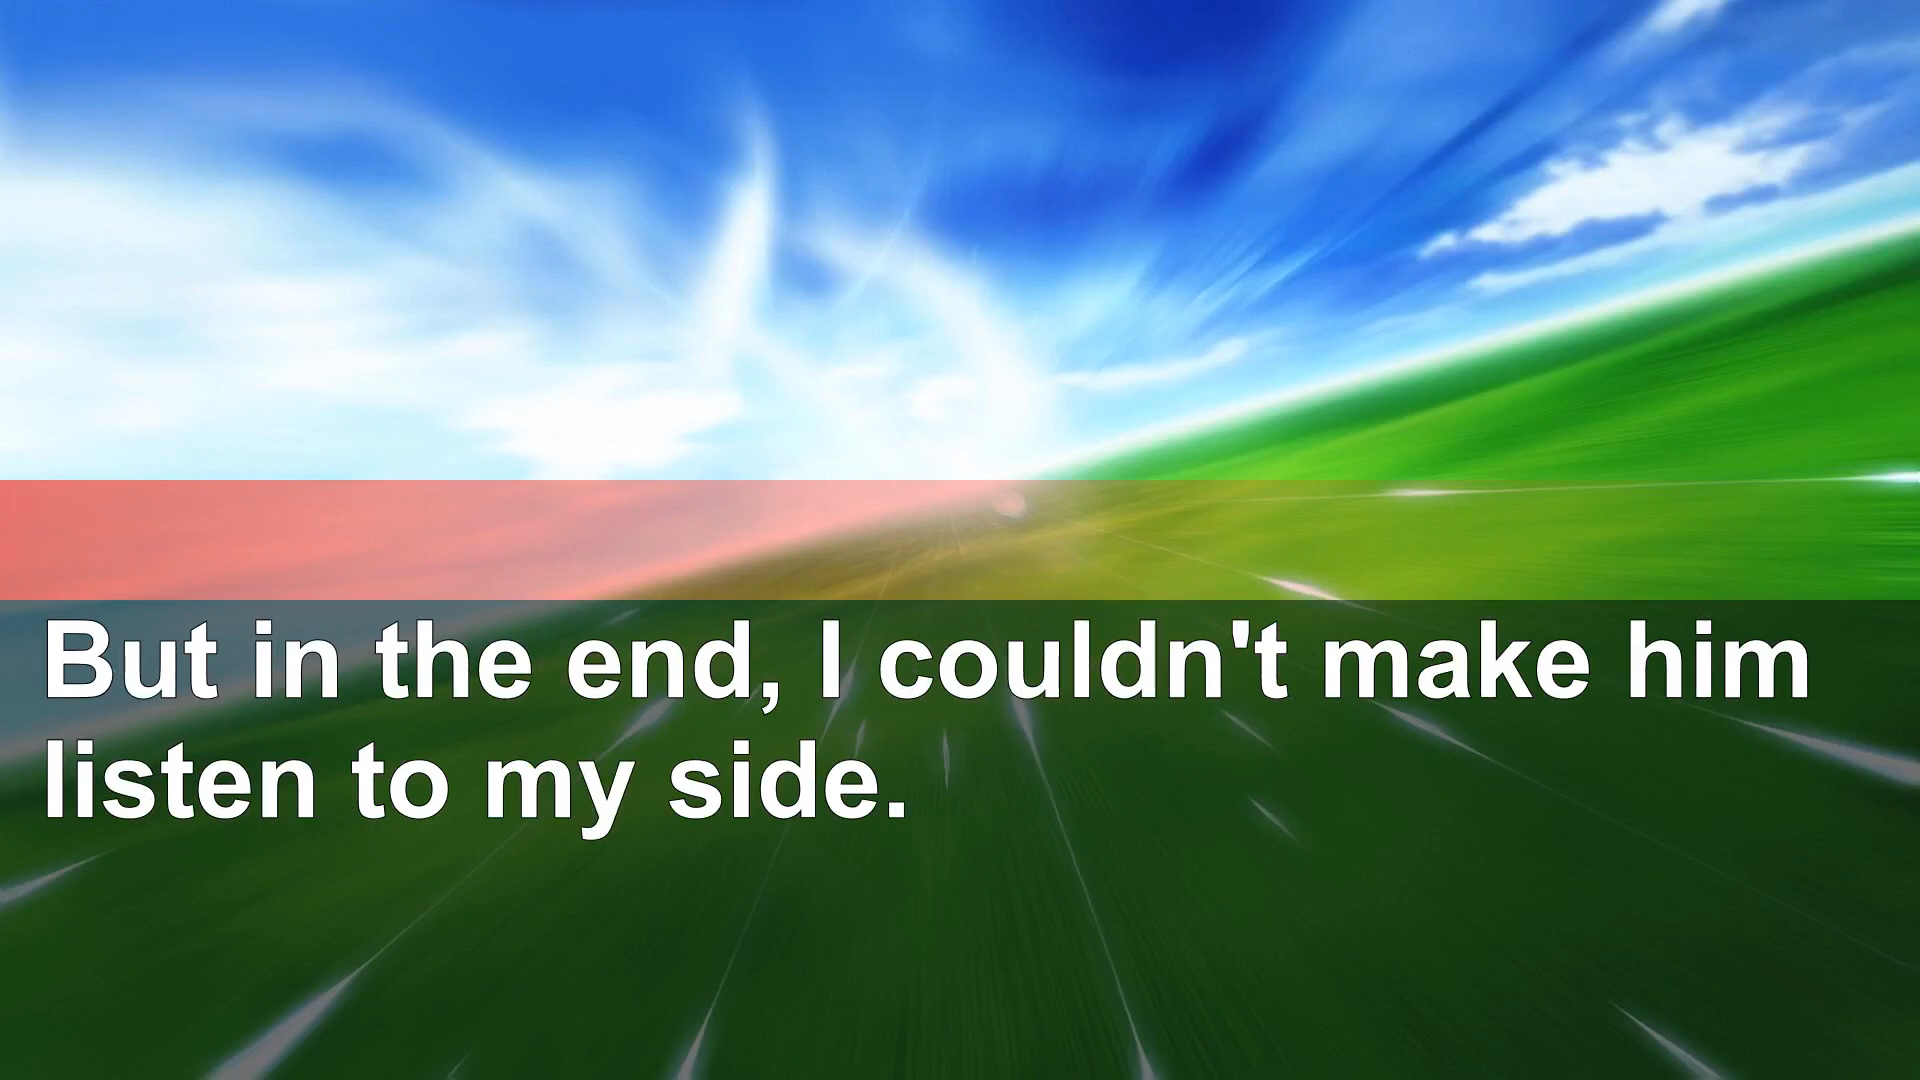 But in the end, I couldn't make him
listen to my side.